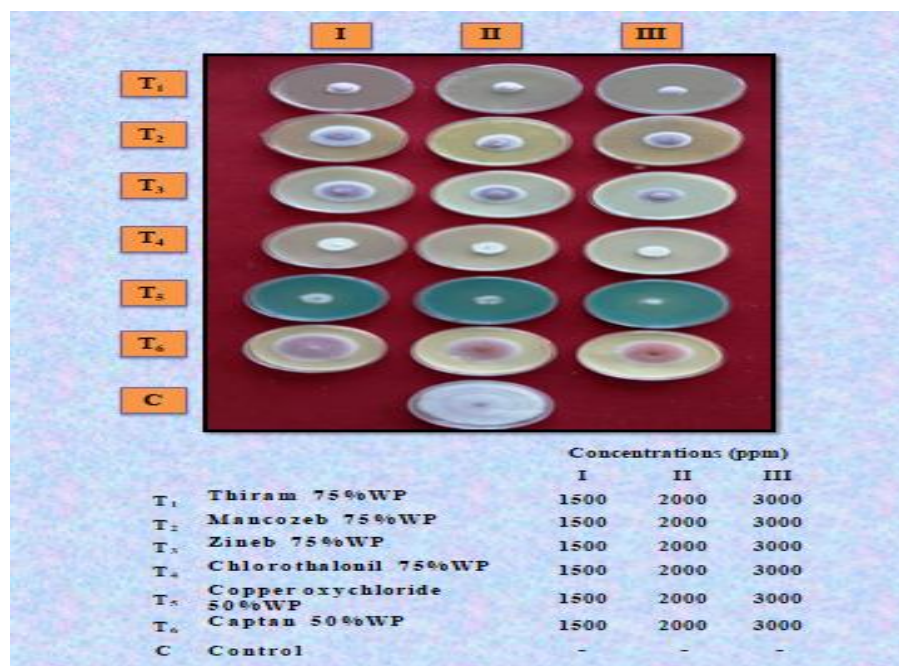 I II III
T₁
T₂
T₃
T₄
T₅
T₆
C
Concentrations (ppm)
I II III
T₁ Thiram 75%WP 1500 2000 3000
T₂ Mancozeb 75%WP 1500 2000 3000
T₃ Zineb 75%WP 1500 2000 3000
T₄ Chlorothalonil 75%WP 1500 2000 3000
T₅ Copper oxychloride
50%WP 1500 2000 3000
T₆ Captan 50%WP 1500 2000 3000
C Control - - -